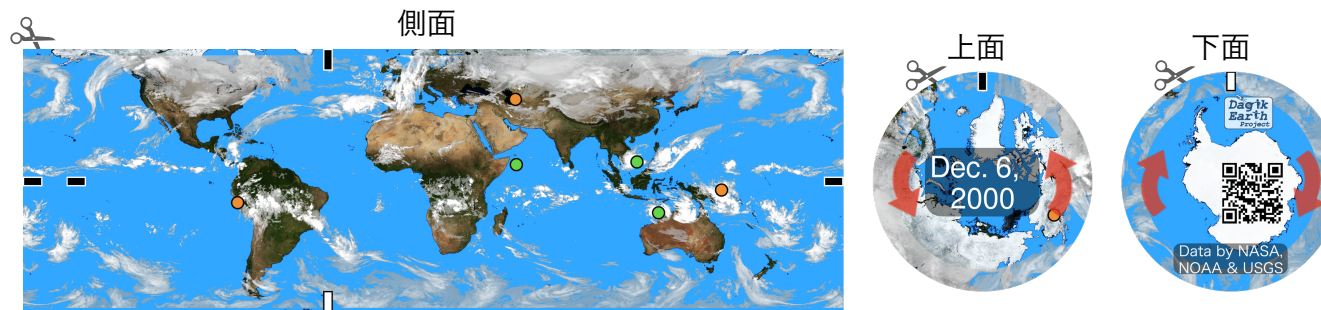 側面
上面
下面
Dec. 6,
2000
Dagik
Earth
Project
Data by NASA,
NOAA & USGS